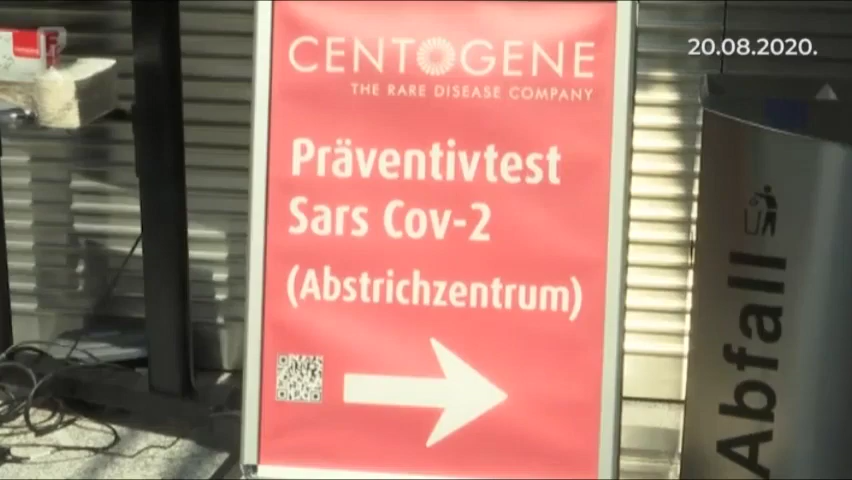 20.08.2020.
CENTOGENE
THE RARE DISEASE COMPANY
Präventivtest
Sars Cov-2
(Abstrichzentrum)
Abfall